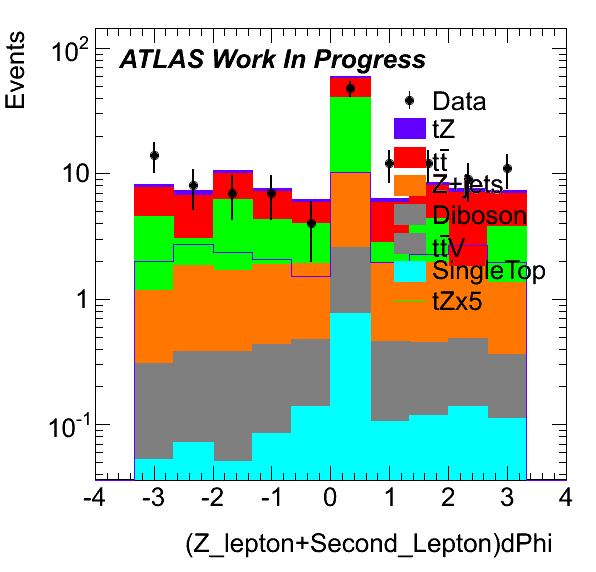 Events
10²
10
1
10⁻¹
ATLAS Work In Progress
Data
tZ
tt̄
Z+jets
Diboson
tt̄V
SingleTop
tZx5
-4 -3 -2 -1 0 1 2 3 4
(Z_lepton+Second_Lepton)dPhi